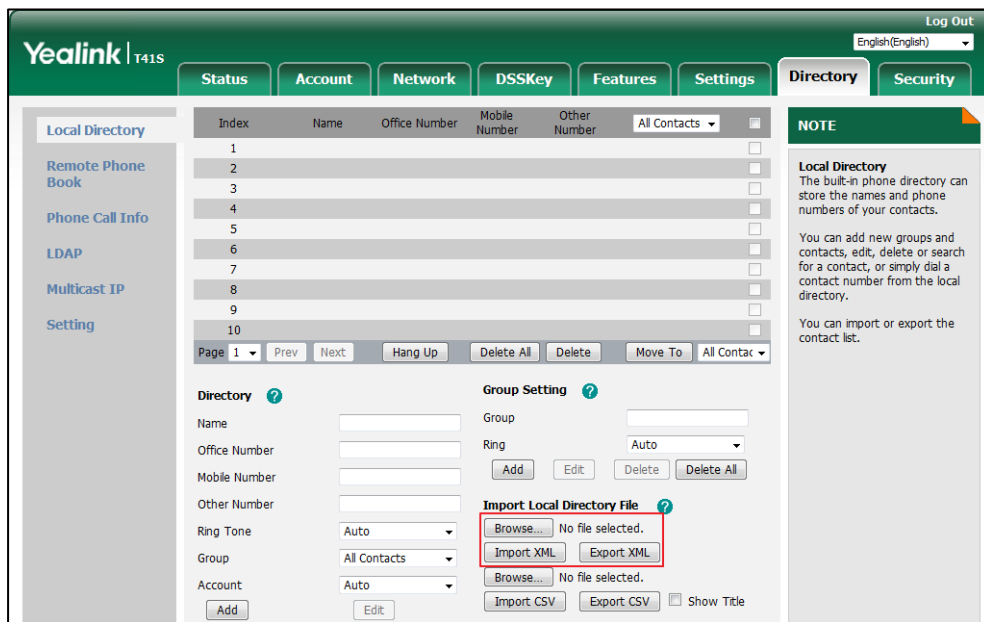 Log Out
Yealink T41S
English(English)
Status Account Network DSSKey Features Settings Directory Security
Local Directory
Remote Phone
Book
Phone Call Info
LDAP
Multicast IP
Setting
Index Name Office Number Mobile Number Other Number All Contacts
1
2
3
4
5
6
7
8
9
10
Page 1 Prev Next Hang Up Delete All Delete Move To All Contac
Directory ?
Name
Office Number
Mobile Number
Other Number
Ring Tone Auto
Group All Contacts
Account Auto
Add Edit
Group Setting ?
Group
Ring Auto
Add Edit Delete Delete All
Import Local Directory File ?
Browse... No file selected.
Import XML Export XML
Browse... No file selected.
Import CSV Export CSV Show Title
NOTE
Local Directory
The built-in phone directory can
store the names and phone
numbers of your contacts.
You can add new groups and
contacts, edit, delete or search
for a contact, or simply dial a
contact number from the local
directory.
You can import or export the
contact list.